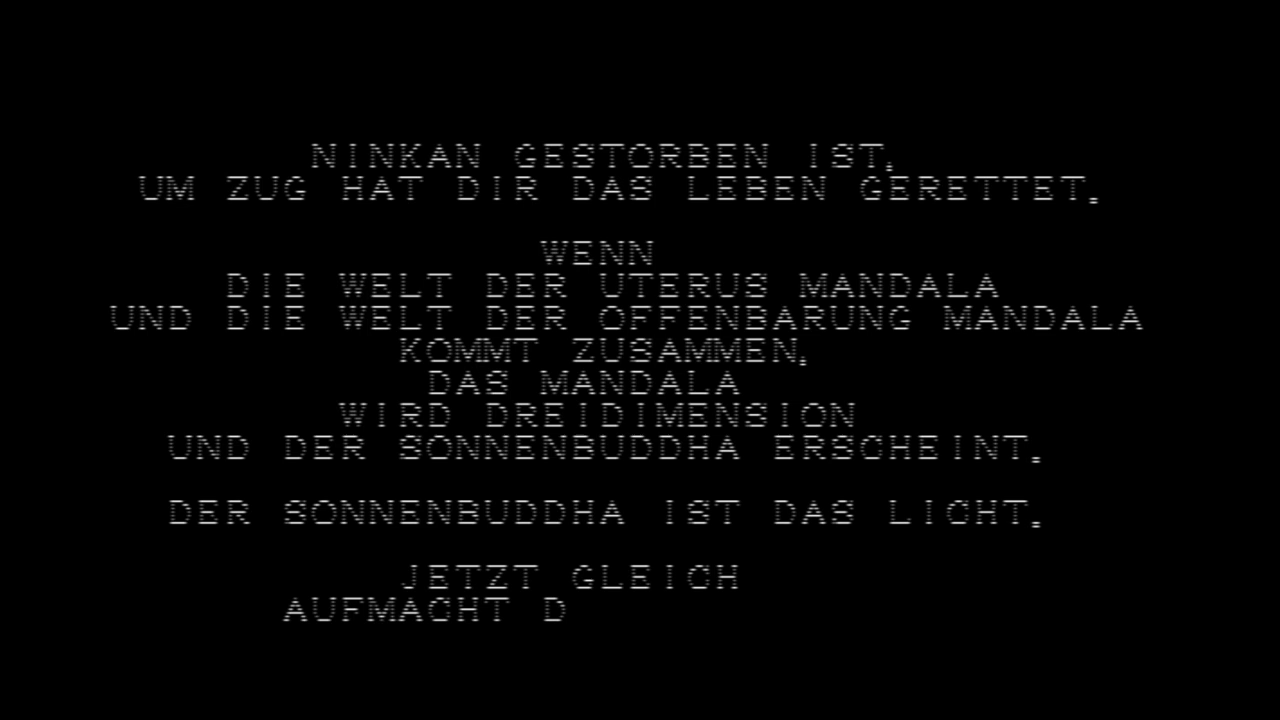 NINKAN GESTORBEN IST,
UM ZUG HAT DIR DAS LEBEN GERETTET.
WENN
DIE WELT DER UTERUS MANDALA
UND DIE WELT DER OFFENBARUNG MANDALA
KOMMT ZUSAMMEN,
DAS MANDALA
WIRD DREIDIMENSION
UND DER SONNENBUDDHA ERSCHEINT.
DER SONNENBUDDHA IST DAS LICHT.
JETZT GLEICH
AUFMACHT D